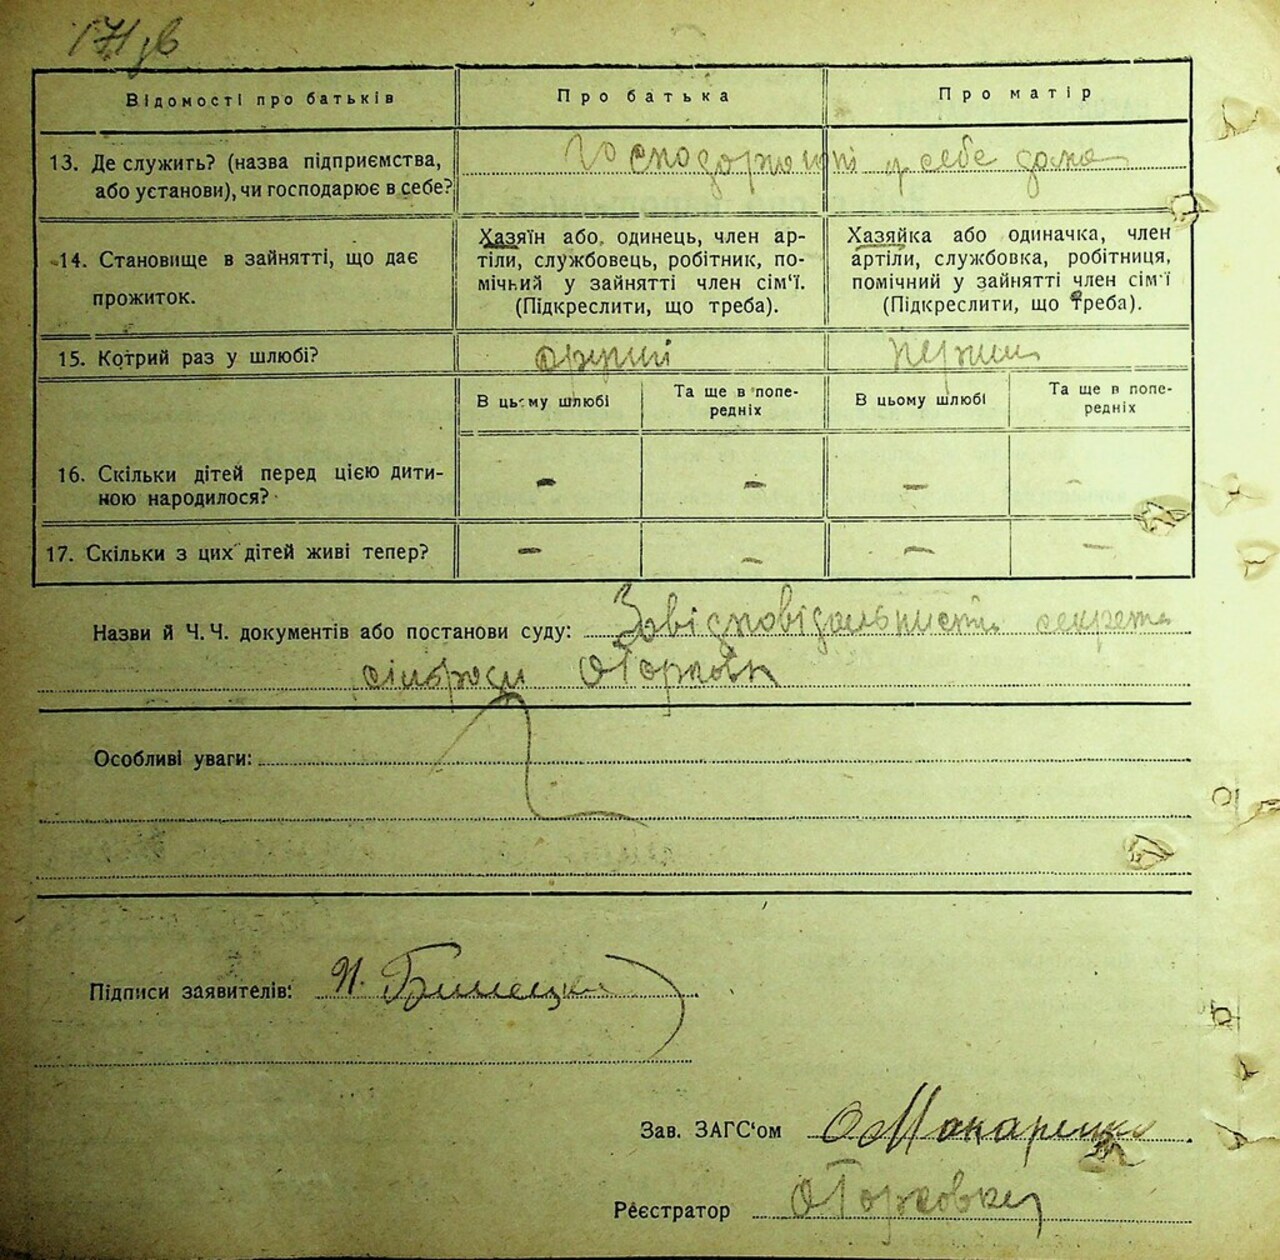 171 зв
Відомості про батьків
Про батька
Про матір
13. Де служить? (назва підприємства,
або установи), чи господарює в себе?
у себе дома
14. Становище в зайнятті, що дає
прожиток.
Хазяїн або одинець, член ар-
тіли, службовець, робітник, по-
мічний у зайнятті член сім'ї.
(Підкреслити, що треба).
Хазяйка або одиначка, член
артіли, службовка, робітниця,
помічний у зайнятті член сім'ї
(Підкреслити, що треба).
15. Котрий раз у шлюбі?
другий
перший
В цьому шлюбі
Та ще в попе-
редніх
В цьому шлюбі
Та ще в попе-
редніх
16. Скільки дітей перед цією дити-
ною народилося?
-
-
-
-
17. Скільки з цих дітей живі тепер?
-
-
-
-
Назви й Ч.Ч. документів або постанови суду: За секрета
сільради
Особливі уваги:
Підписи заявителів:
Зав. ЗАГС'ом О Макаренко
Реєстратор